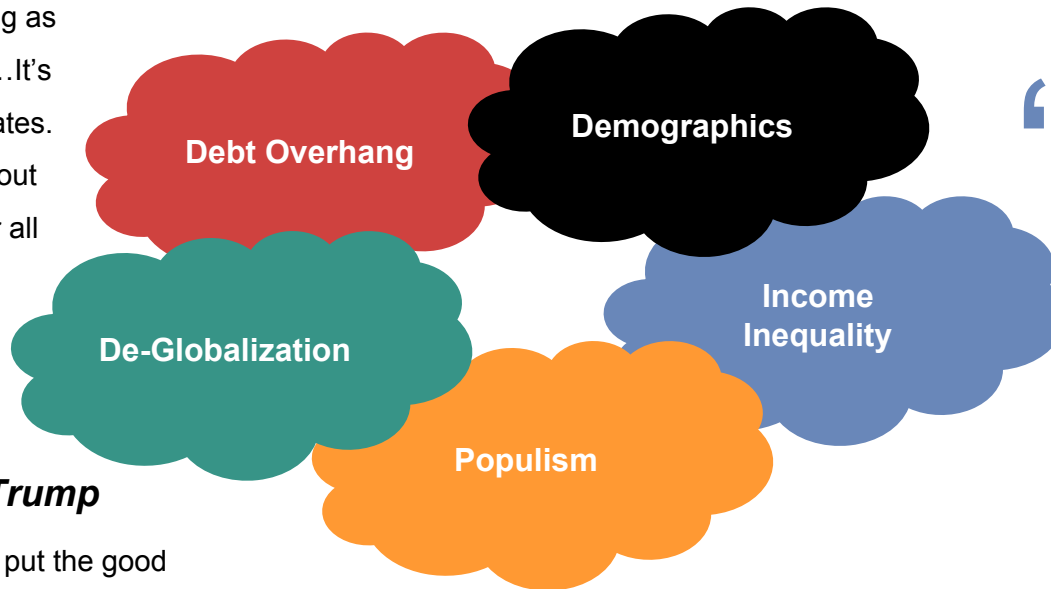 g as
…It’s
ates.
out
all
Debt Overhang
Demographics
De-Globalization
Income
Inequality
Populism
Trump
put the good
“